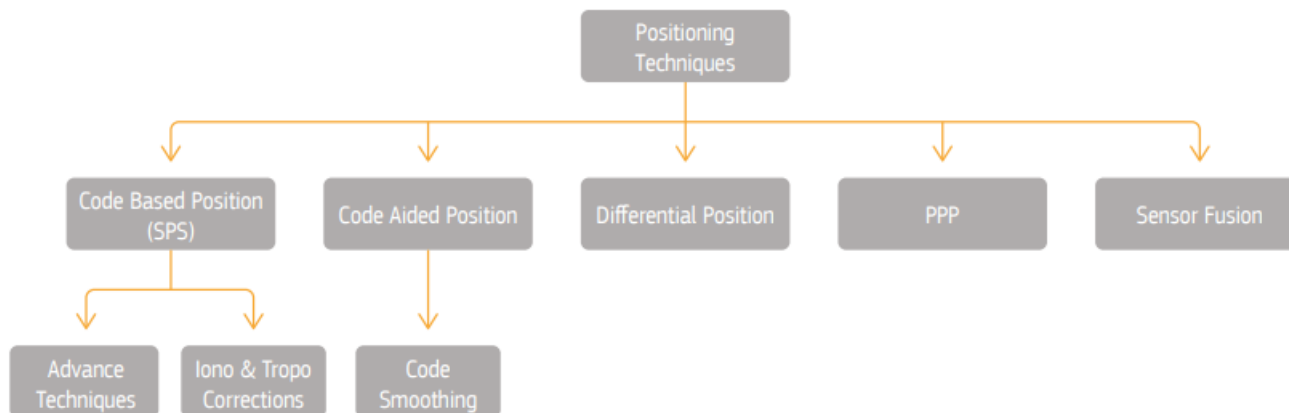 Positioning
Techniques
Code Based Position
(SPS)
Code Aided Position
Differential Position
PPP
Sensor Fusion
Advance
Techniques
Iono & Tropo
Corrections
Code
Smoothing